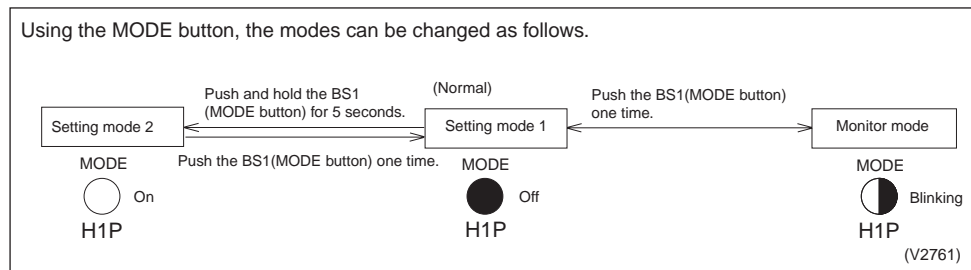 Using the MODE button, the modes can be changed as follows.
Push and hold the BS1
(MODE button) for 5 seconds.
(Normal)
Push the BS1(MODE button)
one time.
Setting mode 2
Setting mode 1
Monitor mode
Push the BS1(MODE button) one time.
MODE
MODE
MODE
On
Off
Blinking
H1P
H1P
H1P
(V2761)